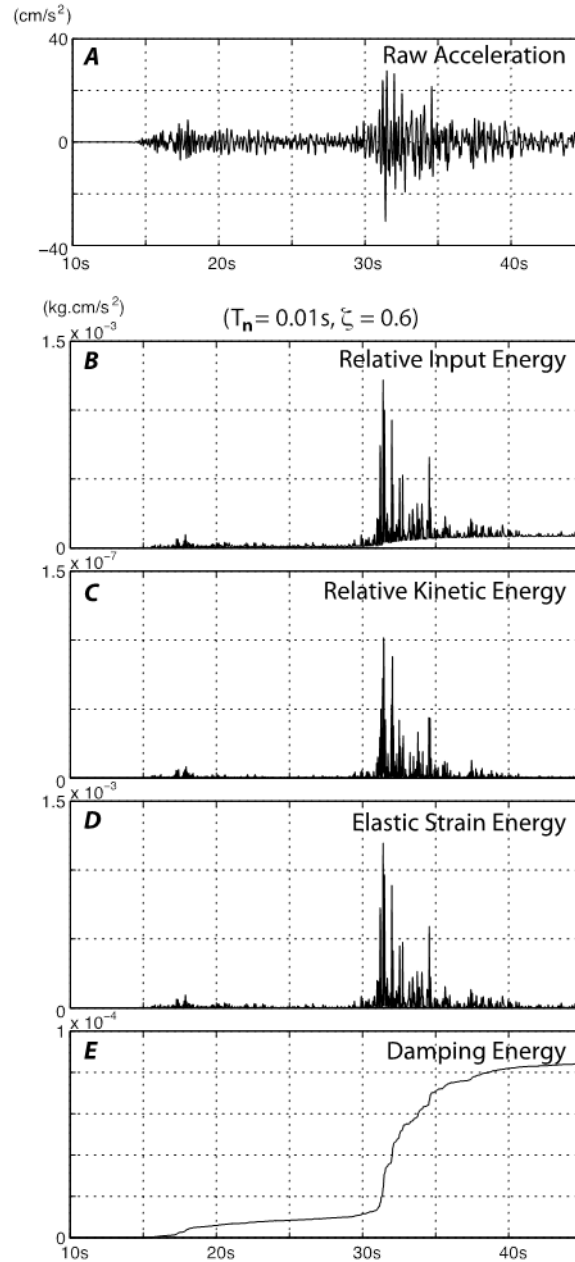 (cm/s²)
40
A Raw Acceleration
0
−40
10s 20s 30s 40s
(kg.cm/s²)
(Tn = 0.01s, ζ = 0.6)
x 10⁻³
1.5
B Relative Input Energy
0
x 10⁻⁷
1.5
C Relative Kinetic Energy
0
x 10⁻³
1.5
D Elastic Strain Energy
0
x 10⁻⁴
1
E Damping Energy
0
10s 20s 30s 40s